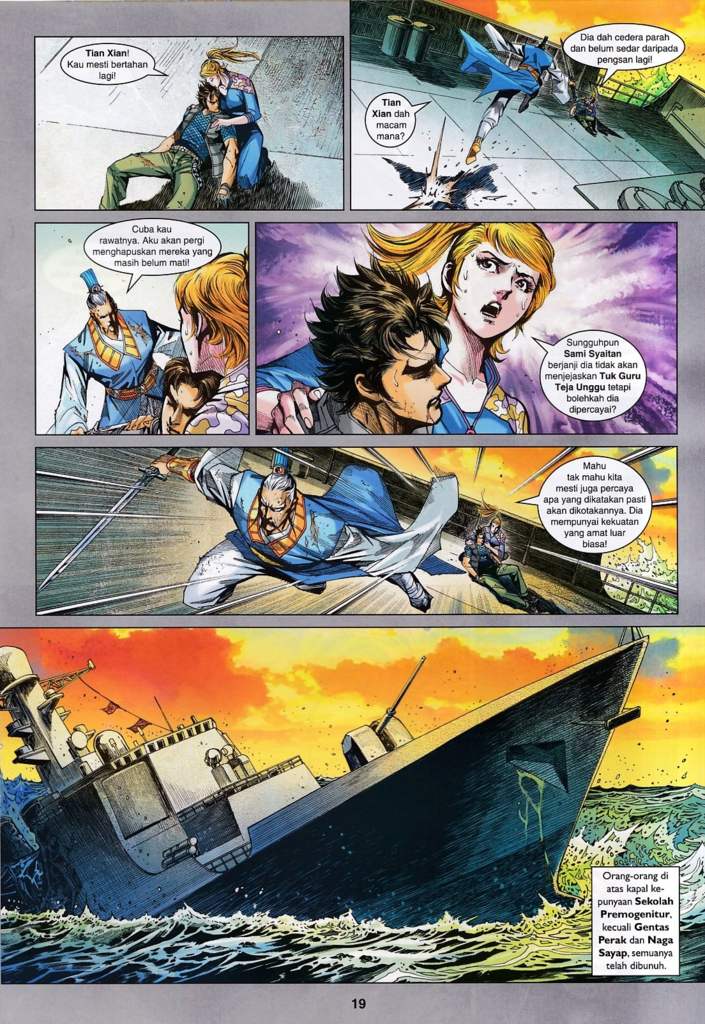 Tian Xian!
Kau mesti bertahan
lagi!
Dia dah cedera parah
dan belum sedar daripada
pengsan lagi!
Tian
Xian dah
macam
mana?
Cuba kau
rawatnya. Aku akan pergi
menghapuskan mereka yang
masih belum mati!
Sungguhpun
Sami Syaitan
berjanji dia akan
menjejaskan Tuk Guru
Teja Unggu tetapi
bolehkah dia
dipercayai?
Mahu
tak mahu kita
mesti juga percaya
apa yang dikatakan pasti
akan dikotakannya. Dia
mempunyai kekuatan
yang amat luar
biasa!
Orang-orang di
atas kapal ke-
punyaan Sekolah
Premogenitur,
kecuali Gentas
Perak dan Naga
Sayap, semuanya
telah dibunuh.
19